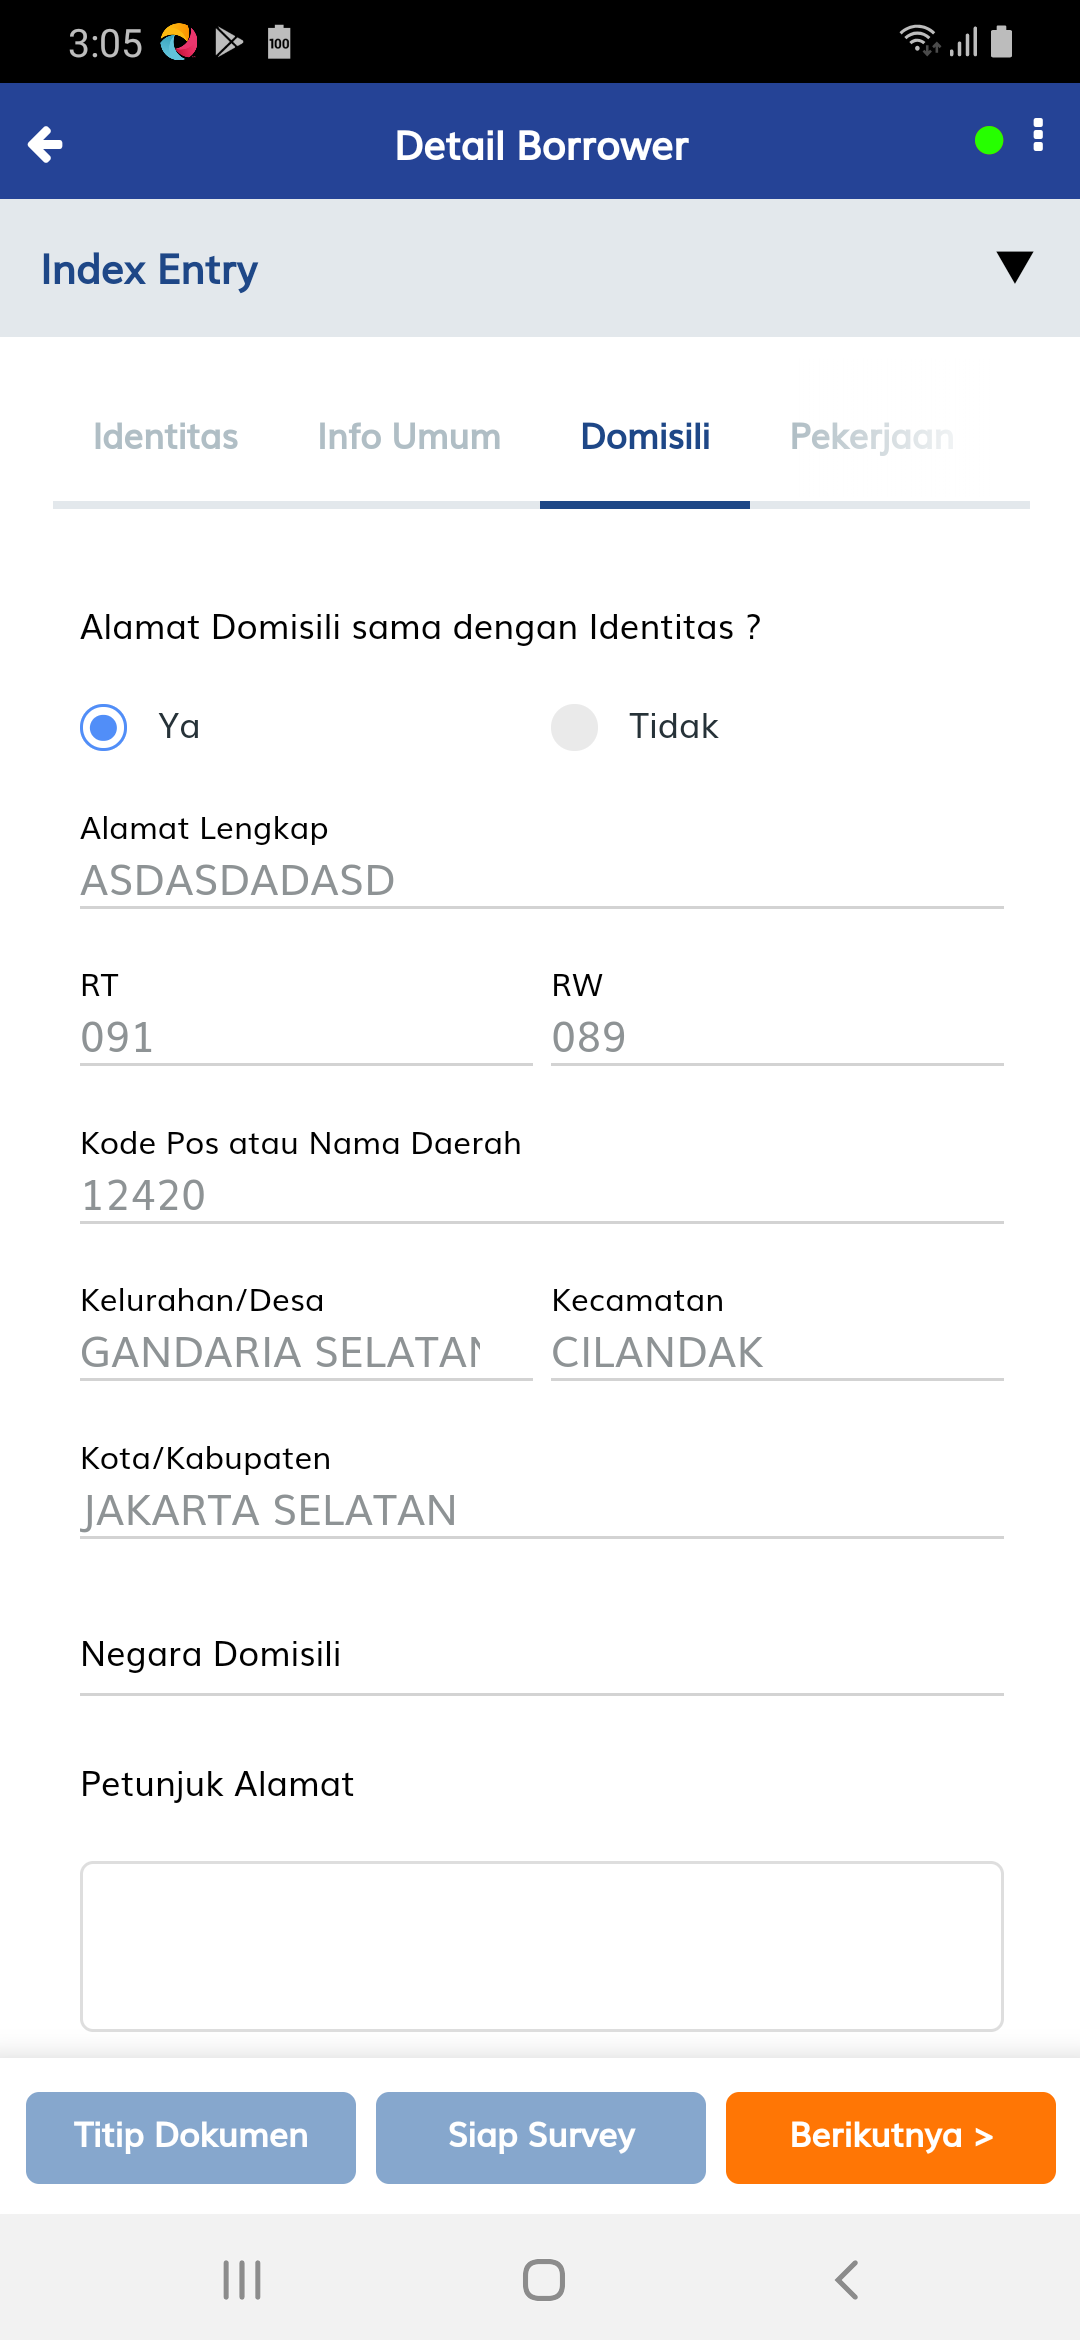 3:05
100
Detail Borrower
Index Entry
Identitas Info Umum Domisili Pekerjaan
Alamat Domisili sama dengan Identitas ?
Ya Tidak
Alamat Lengkap
ASDASDADASD
RT RW
091 089
Kode Pos atau Nama Daerah
12420
Kelurahan/Desa Kecamatan
GANDARIA SELATAN CILANDAK
Kota/Kabupaten
JAKARTA SELATAN
Negara Domisili
Petunjuk Alamat
Titip Dokumen Siap Survey Berikutnya >